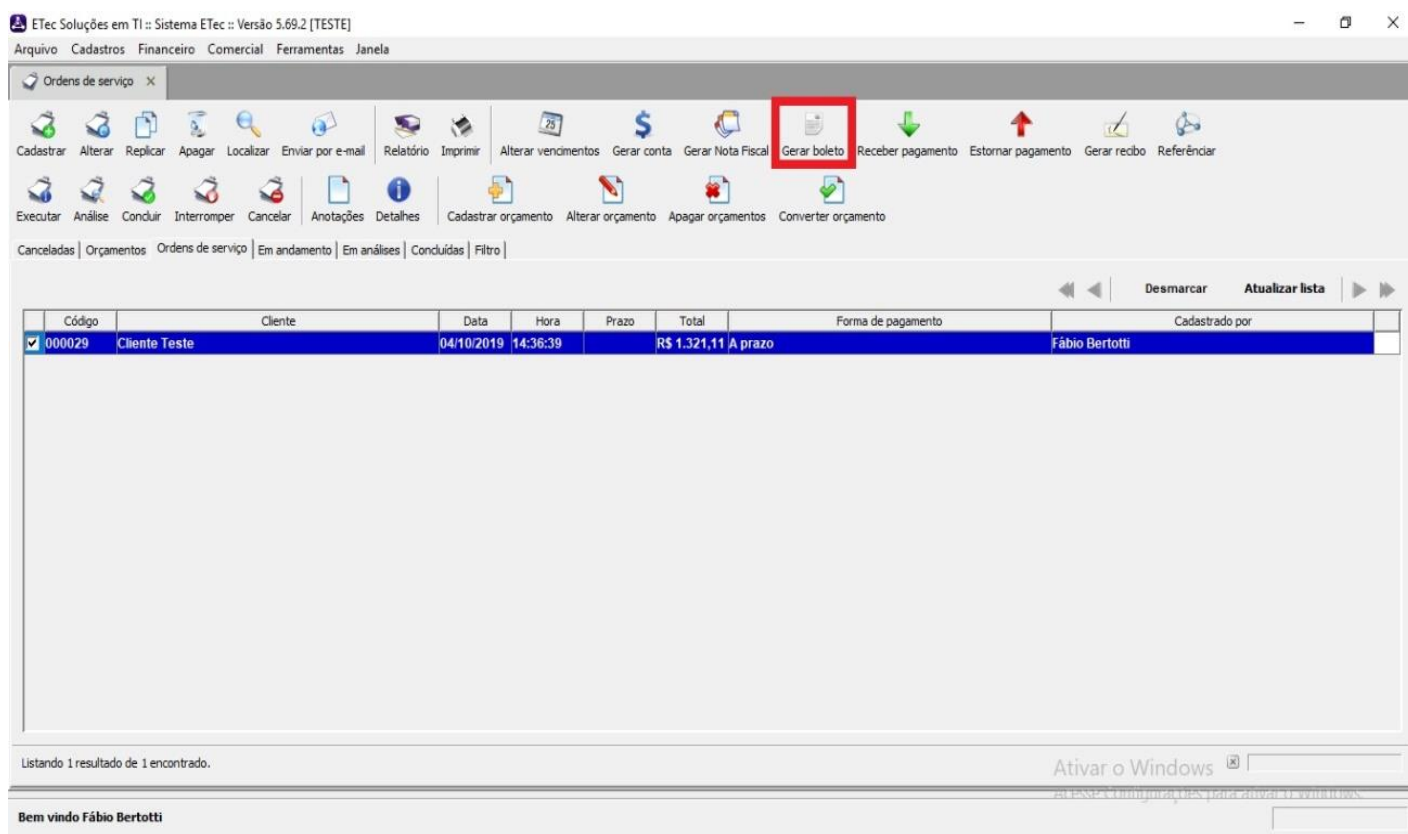 ETec Soluções em TI :: Sistema ETec :: Versão 5.69.2 [TESTE]
Arquivo Cadastros Financeiro Comercial Ferramentas Janela
Ordens de serviço
Cadastrar Alterar Replicar Apagar Localizar Enviar por e-mail Relatório Imprimir Alterar vencimentos Gerar conta Gerar Nota Fiscal Gerar boleto Receber pagamento Estornar pagamento Gerar recibo Referênciar
Executar Análise Concluir Interromper Cancelar Anotações Detalhes Cadastrar orçamento Alterar orçamento Apagar orçamentos Converter orçamento
Canceladas Orçamentos Ordens de serviço Em andamento Em análises Concluídas Filtro
Desmarcar Atualizar lista
Código Cliente Data Hora Prazo Total Forma de pagamento Cadastrado por
000029 Cliente Teste 04/10/2019 14:36:39 R$ 1.321,11 A prazo Fábio Bertotti
Listando 1 resultado de 1 encontrado.
Ativar o Windows
Acesse Configurações para ativar o Windows.
Bem vindo Fábio Bertotti